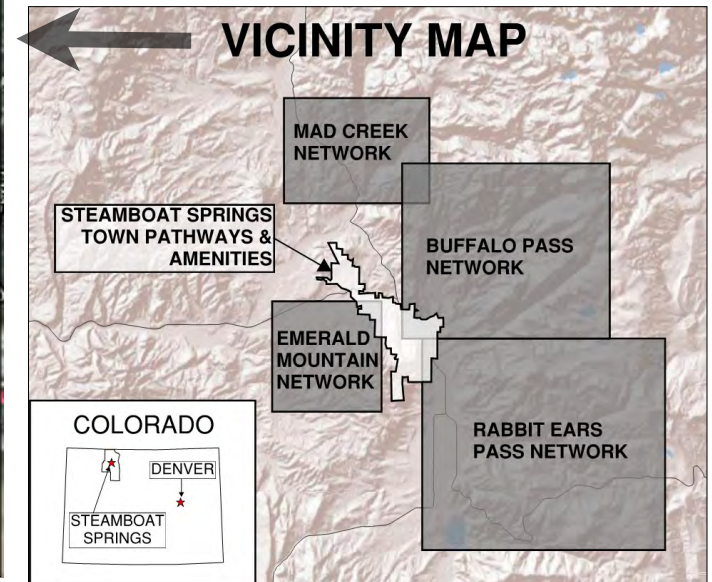 VICINITY MAP
MAD CREEK
NETWORK
STEAMBOAT SPRINGS
TOWN PATHWAYS &
AMENITIES
BUFFALO PASS
NETWORK
EMERALD
MOUNTAIN
NETWORK
RABBIT EARS
PASS NETWORK
COLORADO
DENVER
STEAMBOAT
SPRINGS